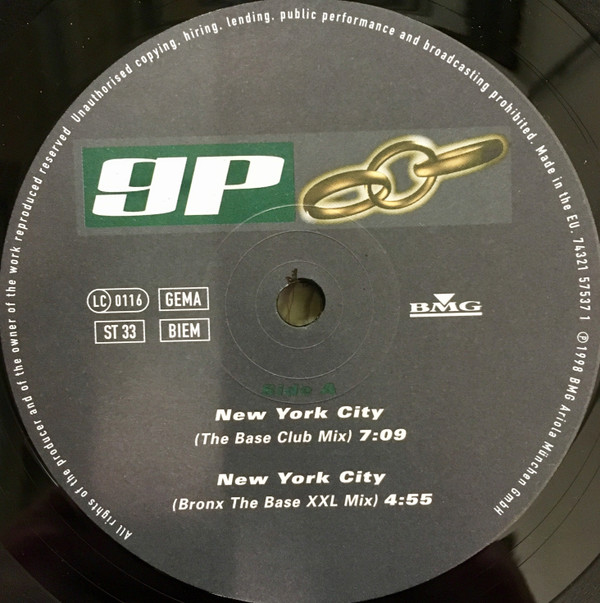 All rights of the producer and of the owner of the work reproduced reserved Unauthorised copying, hiring, lending, public performance and broadcasting prohibited. Made in the EU. 74321 57537 1 ℗ 1998 BMG Ariola München GmbH
gP
LC 0116 GEMA
ST 33 BIEM
BMG
Side A
New York City
(The Base Club Mix) 7:09
New York City
(Bronx The Base XXL Mix) 4:55